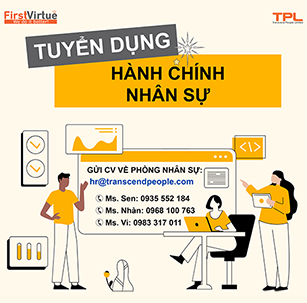 FirstVirtue
TPL
TUYỂN DỤNG
HÀNH CHÍNH
NHÂN SỰ
GỬI CV VỀ PHÒNG NHÂN SỰ:
hr@transcendpeople.com
Ms. Sen: 0935 552 184
Ms. Nhàn: 0968 100 763
Ms. Vi: 0983 317 011